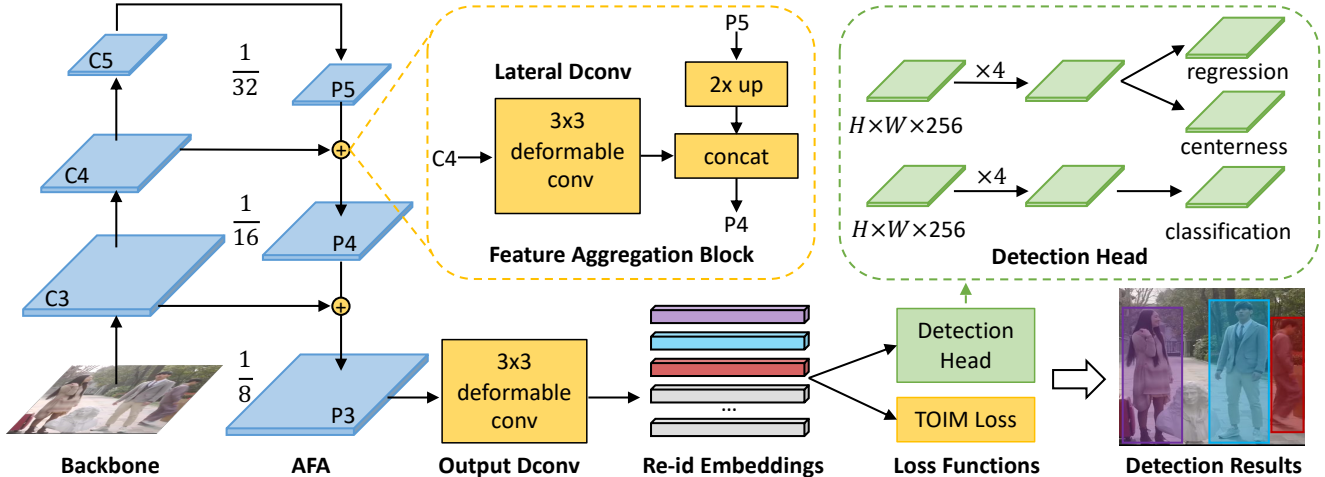 C5
1
32
P5
C4
1
16
P4
C3
1
8
P3
Backbone
AFA
P5
Lateral Dconv
2x up
3x3
deformable
conv
C4
concat
P4
Feature Aggregation Block
×4
regression
H×W×256
centerness
×4
H×W×256
classification
Detection Head
3x3
deformable
conv
Output Dconv
...
Re-id Embeddings
Detection
Head
TOIM Loss
Loss Functions
Detection Results